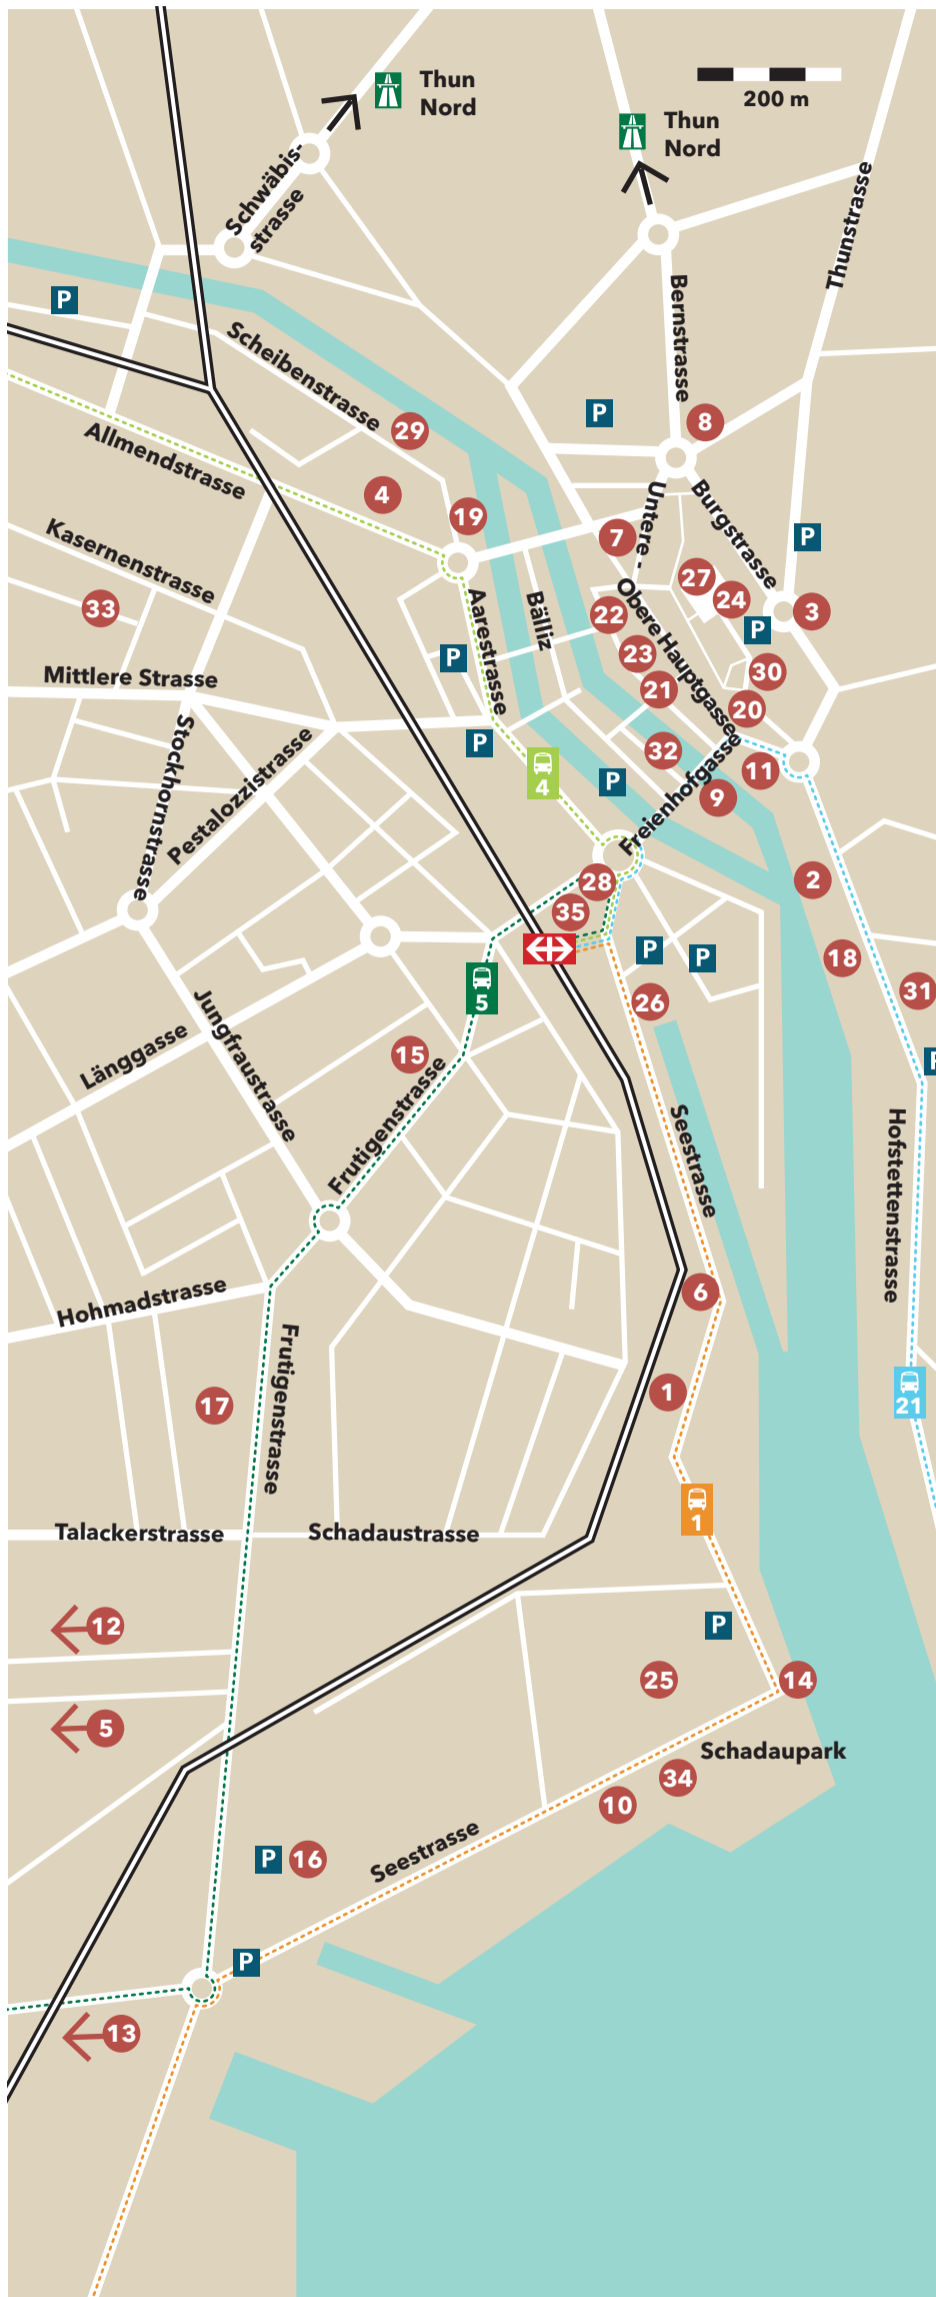 Thun
Nord
Thun
Nord
200 m
Schwäbis-
strasse
Thunstrasse
Bernstrasse
P
Scheibenstrasse
P
8
29
Allmendstrasse
4
Untere -
Burgstrasse
19
7
P
Kasernenstrasse
27
24
33
Aarestrasse
Bälliz
22
Obere Hauptgasse
P
3
P
23
30
Mittlere Strasse
21
20
Stockhornstrasse
Pestalozzistrasse
P
4
32
11
P
9
Freienhofgasse
28
2
35
P
P
18
5
26
31
Jungfraustrasse
Länggasse
15
P
Frutigenstrasse
Seestrasse
Hofstettenstrasse
Hohmadstrasse
6
Frutigenstrasse
17
1
21
1
Talackerstrasse
Schadaustrasse
12
P
25
14
5
Schadaupark
34
10
Seestrasse
P
16
P
13